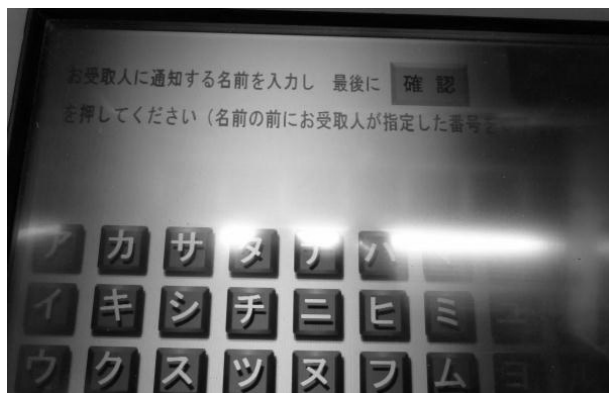 お受取人に通知する名前を入力し 最後に 確認
を押してください（名前の前にお受取人が指定した番号を
ア カ サ タ ナ ハ
イ キ シ チ ニ ヒ ミ
ウ ク ス ツ ヌ フ ム ヨ